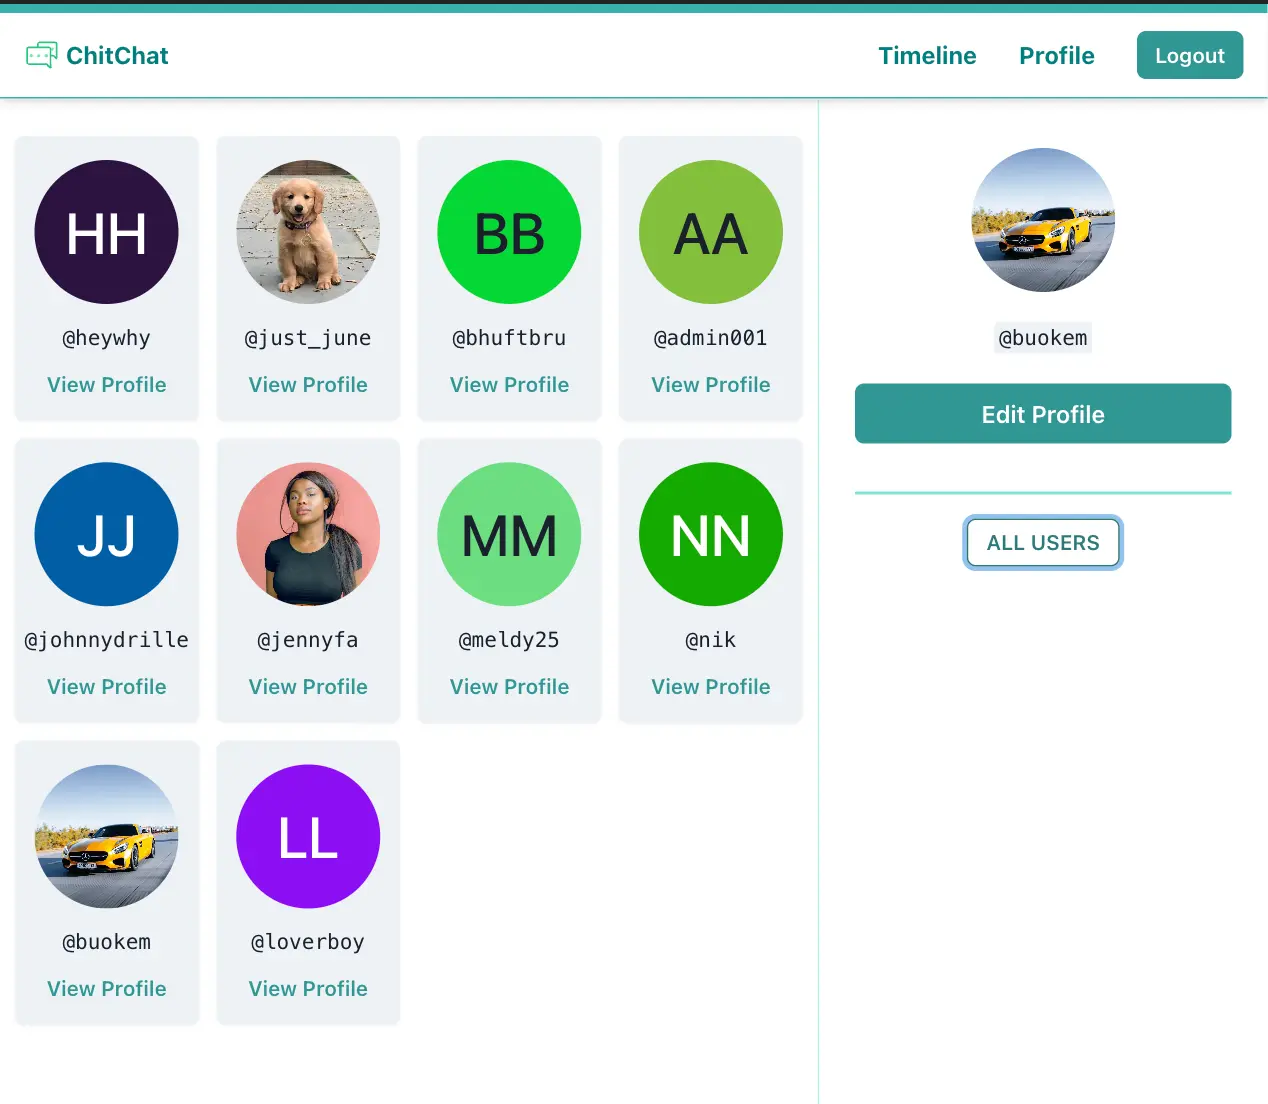 ChitChat
Timeline Profile Logout
HH BB AA
@heywhy @just_june @bhuftbru @admin001
View Profile View Profile View Profile View Profile
JJ MM NN
@johnnydrille @jennyfa @meldy25 @nik
View Profile View Profile View Profile View Profile
LL
@buokem @loverboy
View Profile View Profile
@buokem
Edit Profile
ALL USERS